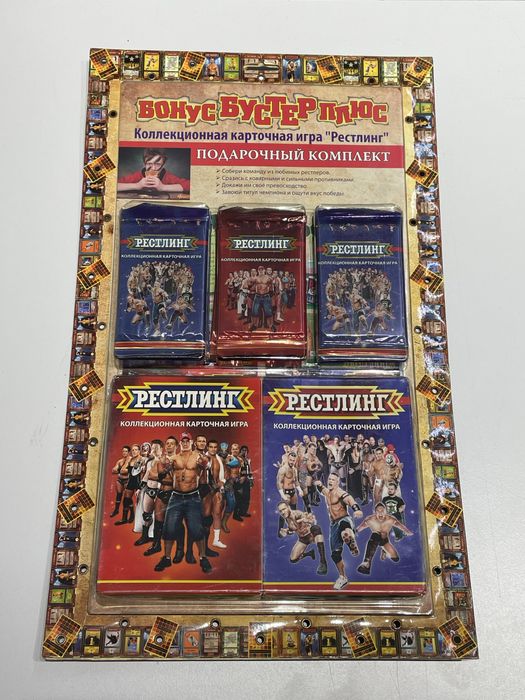 БОНУС БУСТЕР ПЛЮС
Коллекционная карточная игра "Рестлинг"
ПОДАРОЧНЫЙ КОМПЛЕКТ
➤ Собери команду из любимых рестлеров.
➤ Сразись с коварными и сильными противниками.
➤ Докажи им своё превосходство.
➤ Завоюй титул чемпиона и ощути вкус победы.
РЕСТЛИНГ
КОЛЛЕКЦИОННАЯ КАРТОЧНАЯ ИГРА
РЕСТЛИНГ
КОЛЛЕКЦИОННАЯ КАРТОЧНАЯ ИГРА
РЕСТЛИНГ
КОЛЛЕКЦИОННАЯ КАРТОЧНАЯ ИГРА
РЕСТЛИНГ
КОЛЛЕКЦИОННАЯ КАРТОЧНАЯ ИГРА
РЕСТЛИНГ
КОЛЛЕКЦИОННАЯ КАРТОЧНАЯ ИГРА